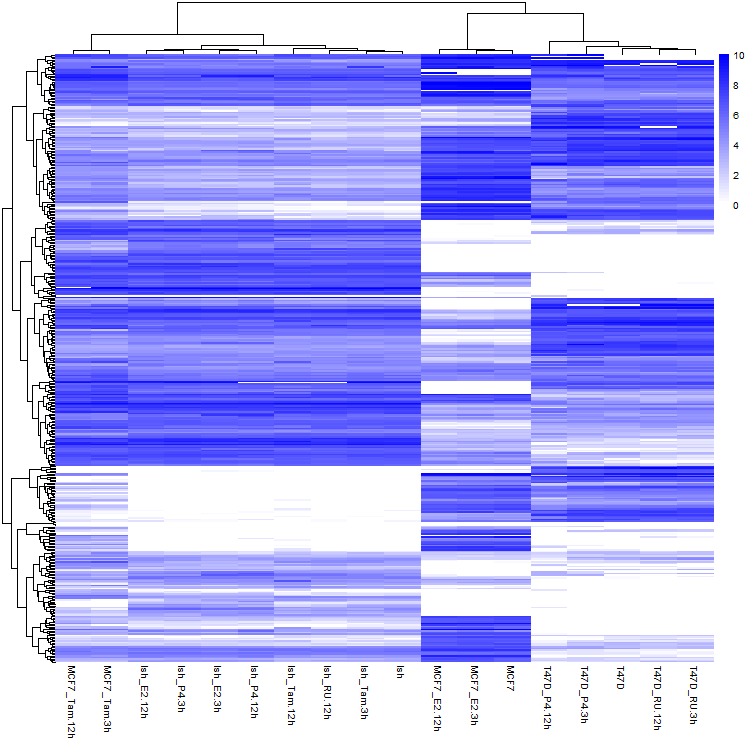 10
8
6
4
2
0
MCF7_Tam.12h
MCF7_Tam.3h
Ish_E2.12h
Ish_P4.3h
Ish_E2.3h
Ish_P4.12h
Ish_Tam.12h
Ish_RU.12h
Ish_Tam.3h
Ish
MCF7_E2.12h
MCF7_E2.3h
MCF7
T47D_P4.12h
T47D_P4.3h
T47D
T47D_RU.12h
T47D_RU.3h